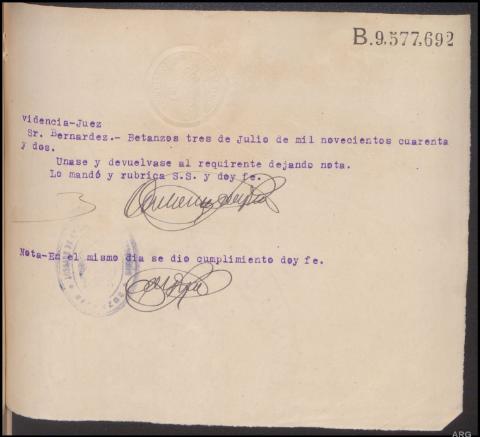 B.9.577.692
videncia-Juez
Sr. Bernardez.- Betanzos tres de Julio de mil novecientos cuarenta
y dos.
Unase y devuelvase al requirente dejando nota.
Lo mandó y rubrica S.S. y doy fe.
Nota-En el mismo dia se dio cumplimiento doy fe.
ARG